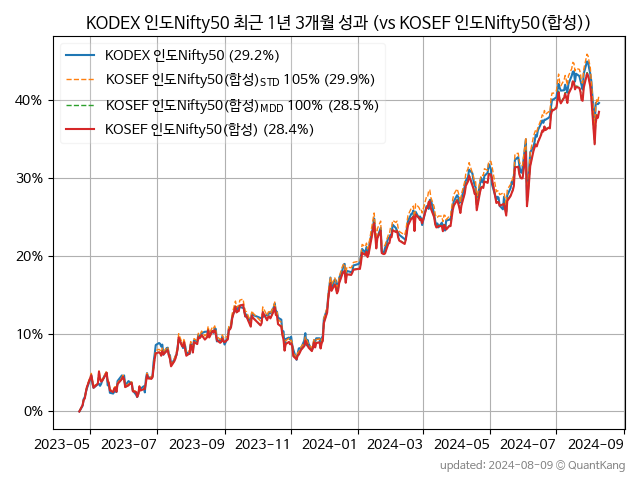 KODEX 인도Nifty50 최근 1년 3개월 성과 (vs KOSEF 인도Nifty50(합성))
KODEX 인도Nifty50 (29.2%)
KOSEF 인도Nifty50(합성)STD 105% (29.9%)
KOSEF 인도Nifty50(합성)MDD 100% (28.5%)
KOSEF 인도Nifty50(합성) (28.4%)
40%
30%
20%
10%
0%
2023-05 2023-07 2023-09 2023-11 2024-01 2024-03 2024-05 2024-07 2024-09
updated: 2024-08-09 © QuantKang